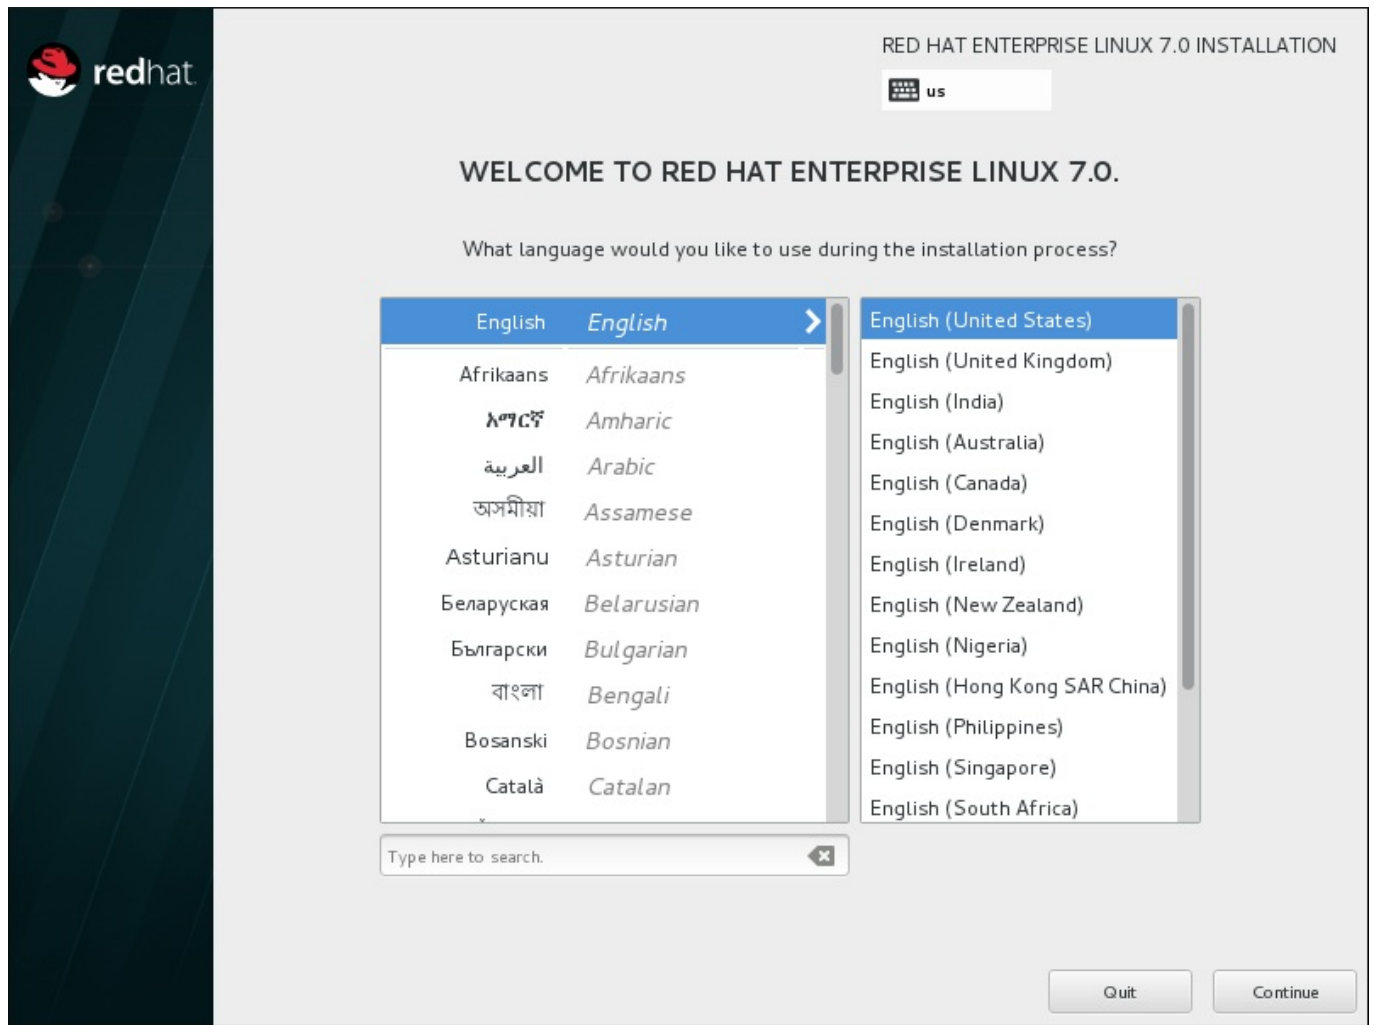 redhat.
RED HAT ENTERPRISE LINUX 7.0 INSTALLATION
us
WELCOME TO RED HAT ENTERPRISE LINUX 7.0.
What language would you like to use during the installation process?
English English
Afrikaans Afrikaans
አማርኛ Amharic
العربية Arabic
অসমীয়া Assamese
Asturianu Asturian
Беларуская Belarusian
Български Bulgarian
বাংলা Bengali
Bosanski Bosnian
Català Catalan
English (United States)
English (United Kingdom)
English (India)
English (Australia)
English (Canada)
English (Denmark)
English (Ireland)
English (New Zealand)
English (Nigeria)
English (Hong Kong SAR China)
English (Philippines)
English (Singapore)
English (South Africa)
Type here to search.
Quit Continue